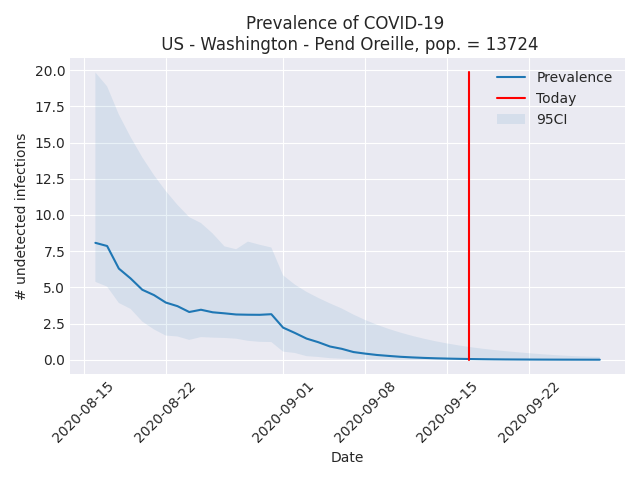 Prevalence of COVID-19
US - Washington - Pend Oreille, pop. = 13724
20.0
17.5
15.0
12.5
10.0
7.5
5.0
2.5
0.0
# undetected infections
Prevalence
Today
95CI
2020-08-15
2020-08-22
2020-09-01
2020-09-08
2020-09-15
2020-09-22
Date